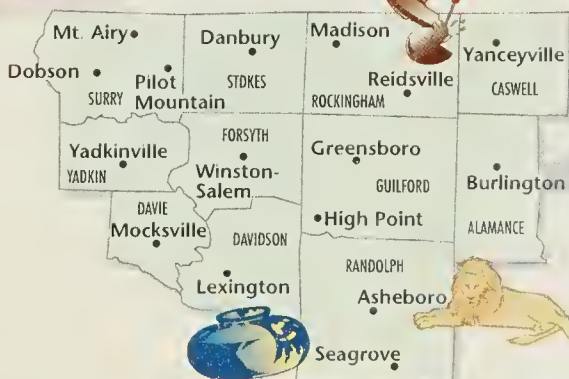 Mt. Airy
Dobson
Pilot
Mountain
SURRY
Danbury
STOKES
Madison
Reidsville
ROCKINGHAM
Yanceyville
CASWELL
Yadkinville
YADKIN
FORSYTH
Winston-
Salem
Greensboro
GUILFORD
High Point
Burlington
ALAMANCE
DAVIE
Mocksville
DAVIDSON
Lexington
RANDOLPH
Asheboro
Seagrove